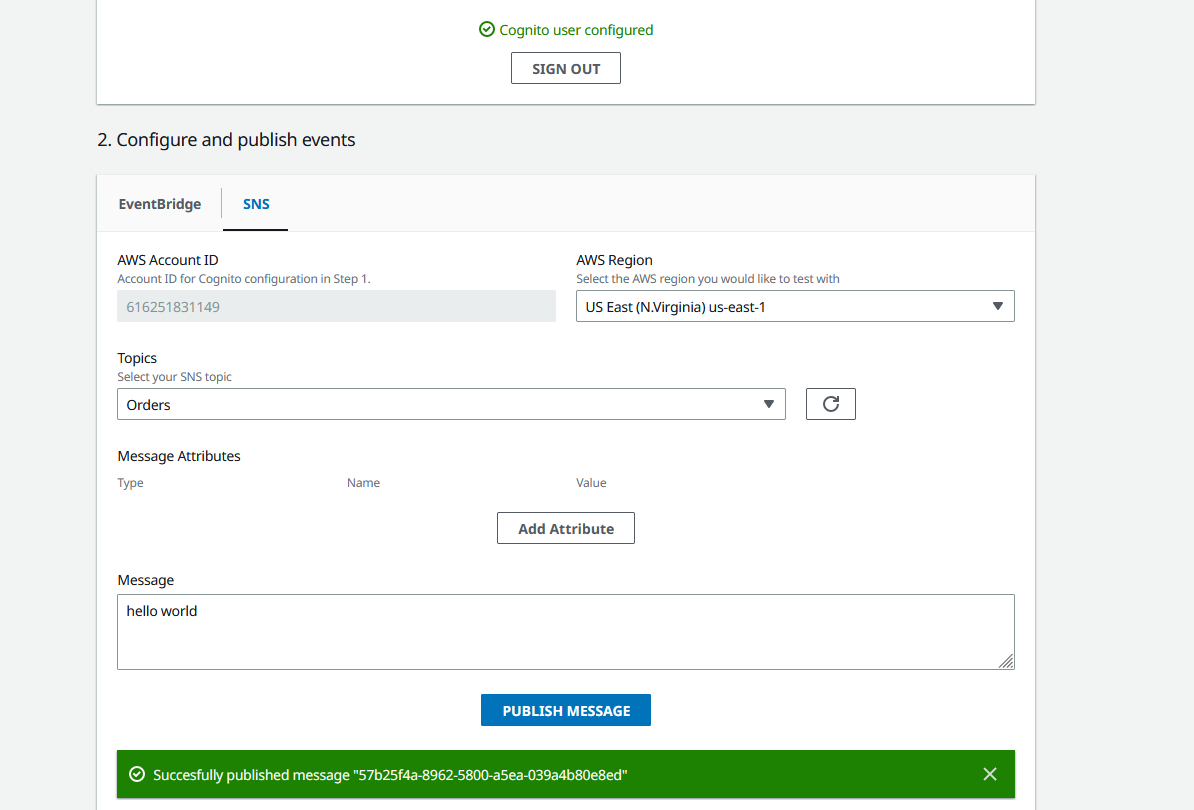 Cognito user configured
SIGN OUT
2. Configure and publish events
EventBridge SNS
AWS Account ID AWS Region
Account ID for Cognito configuration in Step 1. Select the AWS region you would like to test with
616251831149 US East (N.Virginia) us-east-1
Topics
Select your SNS topic
Orders
Message Attributes
Type Name Value
Add Attribute
Message
hello world
PUBLISH MESSAGE
Succesfully published message "57b25f4a-8962-5800-a5ea-039a4b80e8ed"